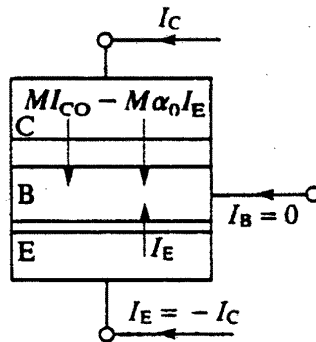 I_C
MI_CO − Mα_0I_E
C
B
I_B = 0
E
I_E
I_E = − I_C